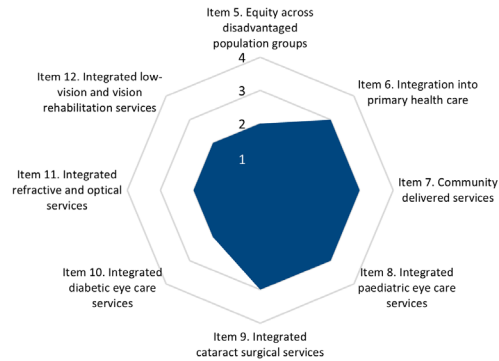 Item 5. Equity across
disadvantaged
population groups
4
3
2
1
Item 6. Integration into
primary health care
Item 7. Community
delivered services
Item 8. Integrated
paediatric eye care
services
Item 9. Integrated
cataract surgical services
Item 10. Integrated
diabetic eye care
services
Item 11. Integrated
refractive and optical
services
Item 12. Integrated low-
vision and vision
rehabilitation services